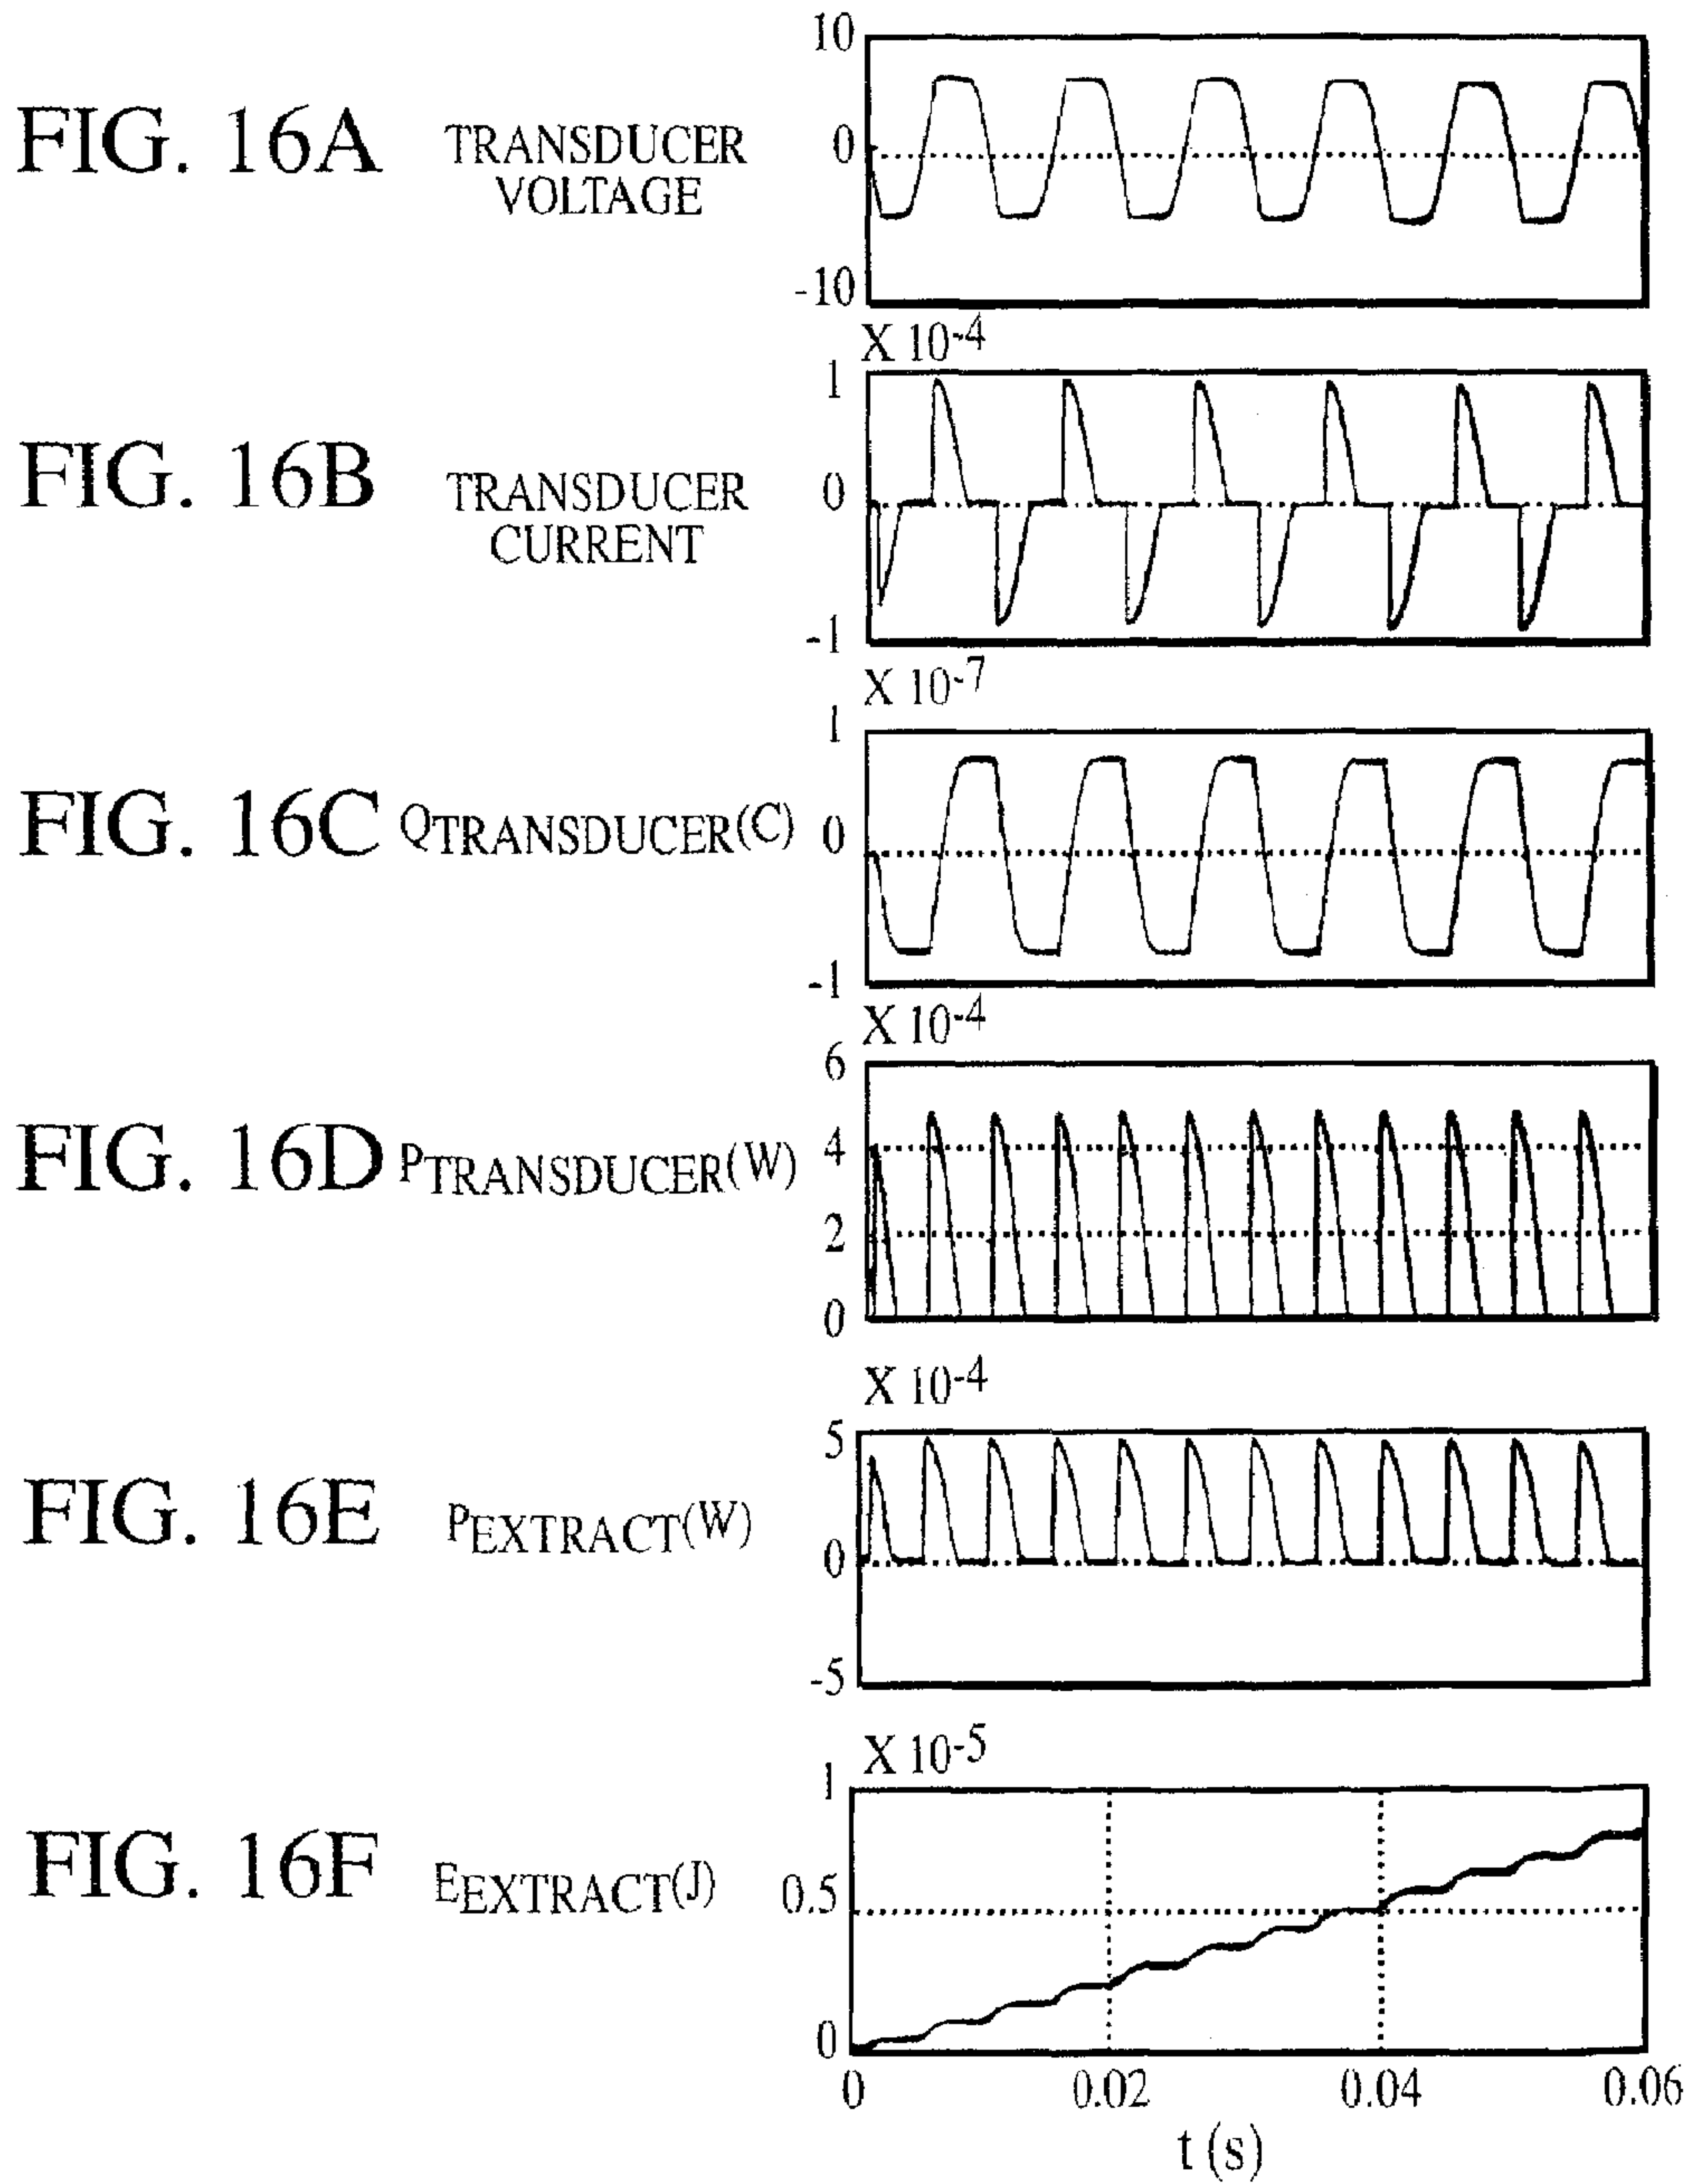 FIG. 16A TRANSDUCER VOLTAGE
10
0
-10
X 10-4
FIG. 16B TRANSDUCER CURRENT
1
0
-1
X 10-7
FIG. 16C QTRANSDUCER(C)
1
0
-1
X 10-4
FIG. 16D PTRANSDUCER(W)
6
4
2
0
X 10-4
FIG. 16E PEXTRACT(W)
5
0
-5
X 10-5
FIG. 16F EEXTRACT(J)
1
0.5
0
0 0.02 0.04 0.06
t (s)